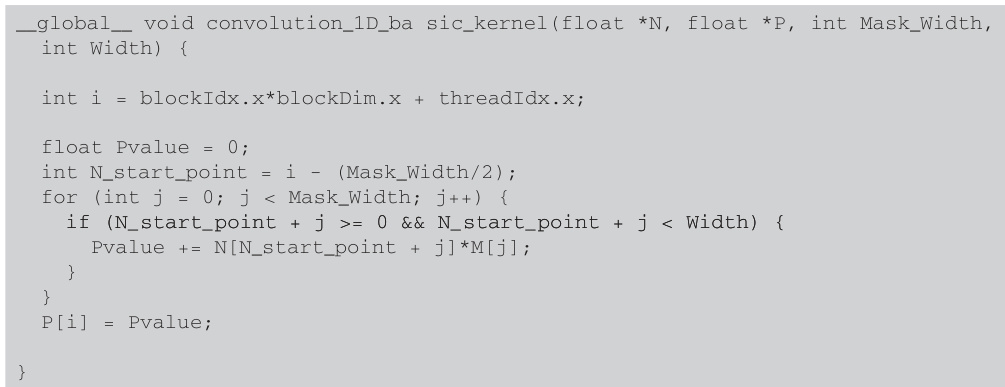 __global__ void convolution_1D_ba sic_kernel(float *N, float *P, int Mask_Width,
int Width) {
int i = blockIdx.x*blockDim.x + threadIdx.x;
float Pvalue = 0;
int N_start_point = i - (Mask_Width/2);
for (int j = 0; j < Mask_Width; j++) {
if (N_start_point + j >= 0 && N_start_point + j < Width) {
Pvalue += N[N_start_point + j]*M[j];
}
}
P[i] = Pvalue;
}